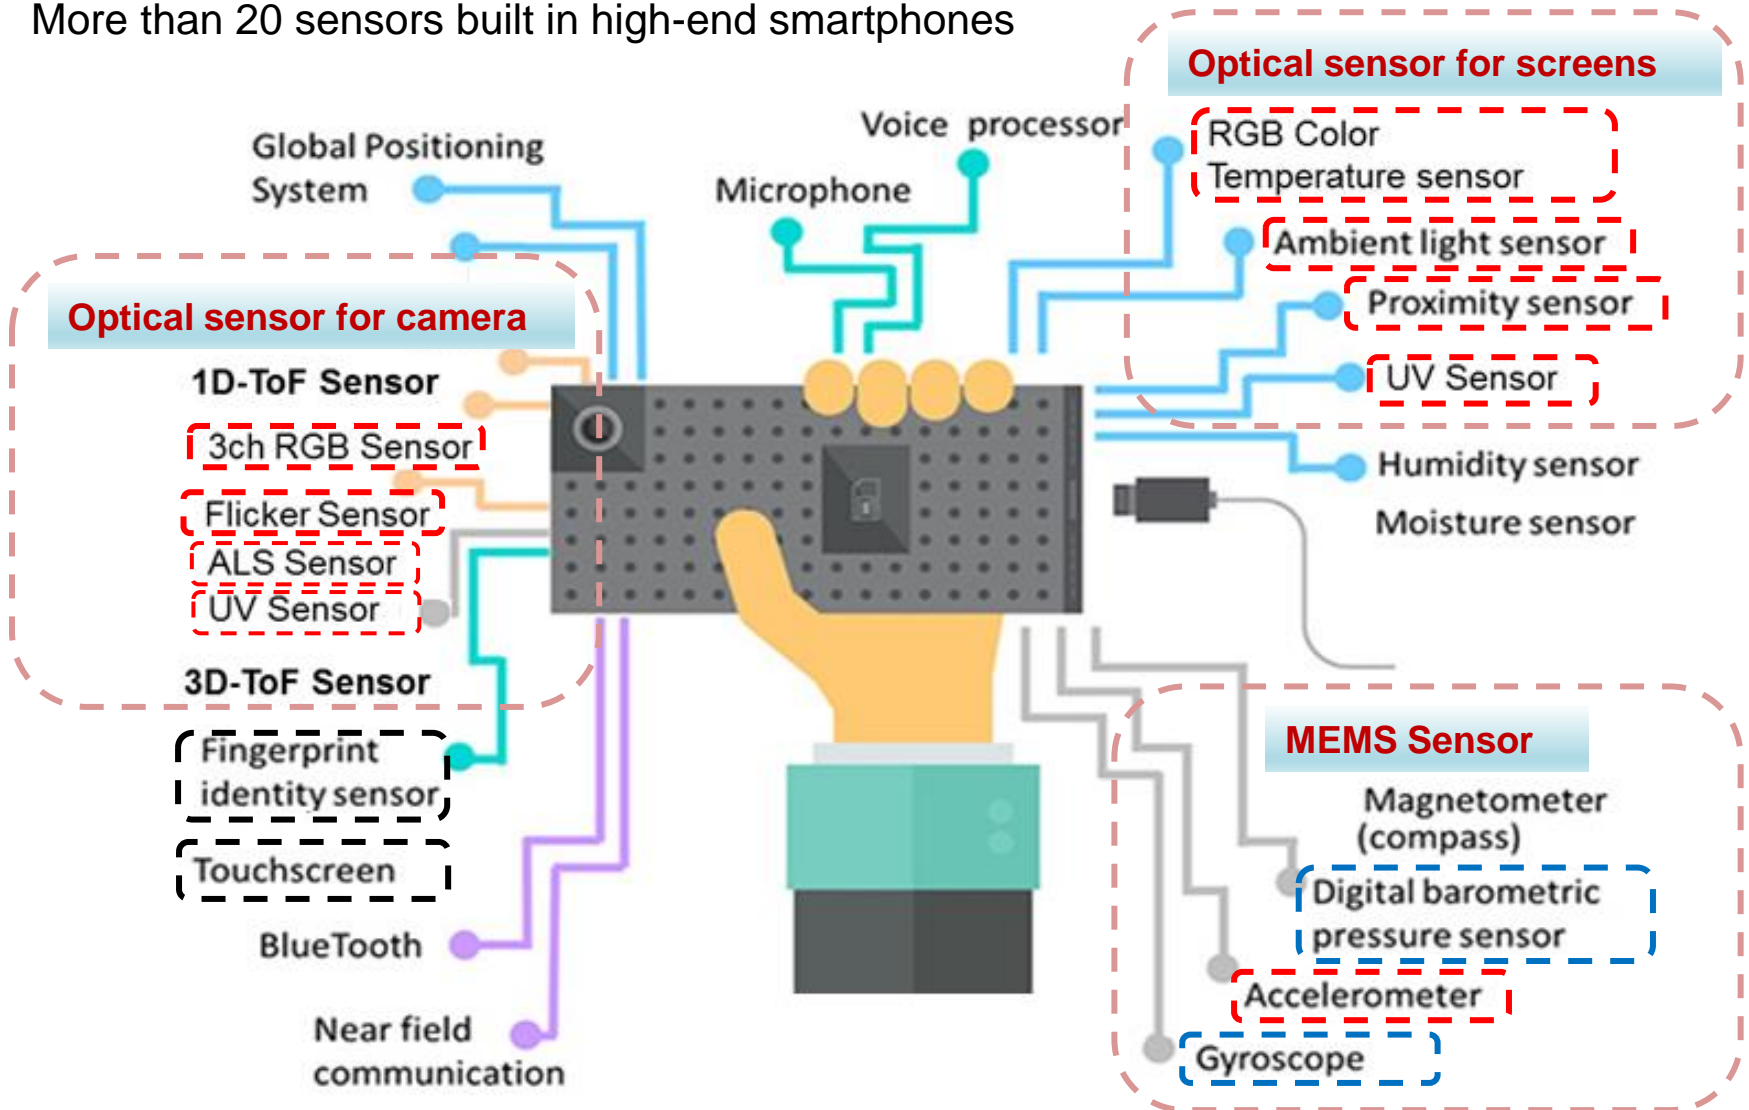 More than 20 sensors built in high-end smartphones
Optical sensor for screens
RGB Color
Temperature sensor
Ambient light sensor
Proximity sensor
UV Sensor
Humidity sensor
Moisture sensor
Voice processor
Microphone
Global Positioning
System
Optical sensor for camera
1D-ToF Sensor
3ch RGB Sensor
Flicker Sensor
ALS Sensor
UV Sensor
3D-ToF Sensor
Fingerprint
identity sensor
Touchscreen
BlueTooth
Near field
communication
MEMS Sensor
Magnetometer
(compass)
Digital barometric
pressure sensor
Accelerometer
Gyroscope